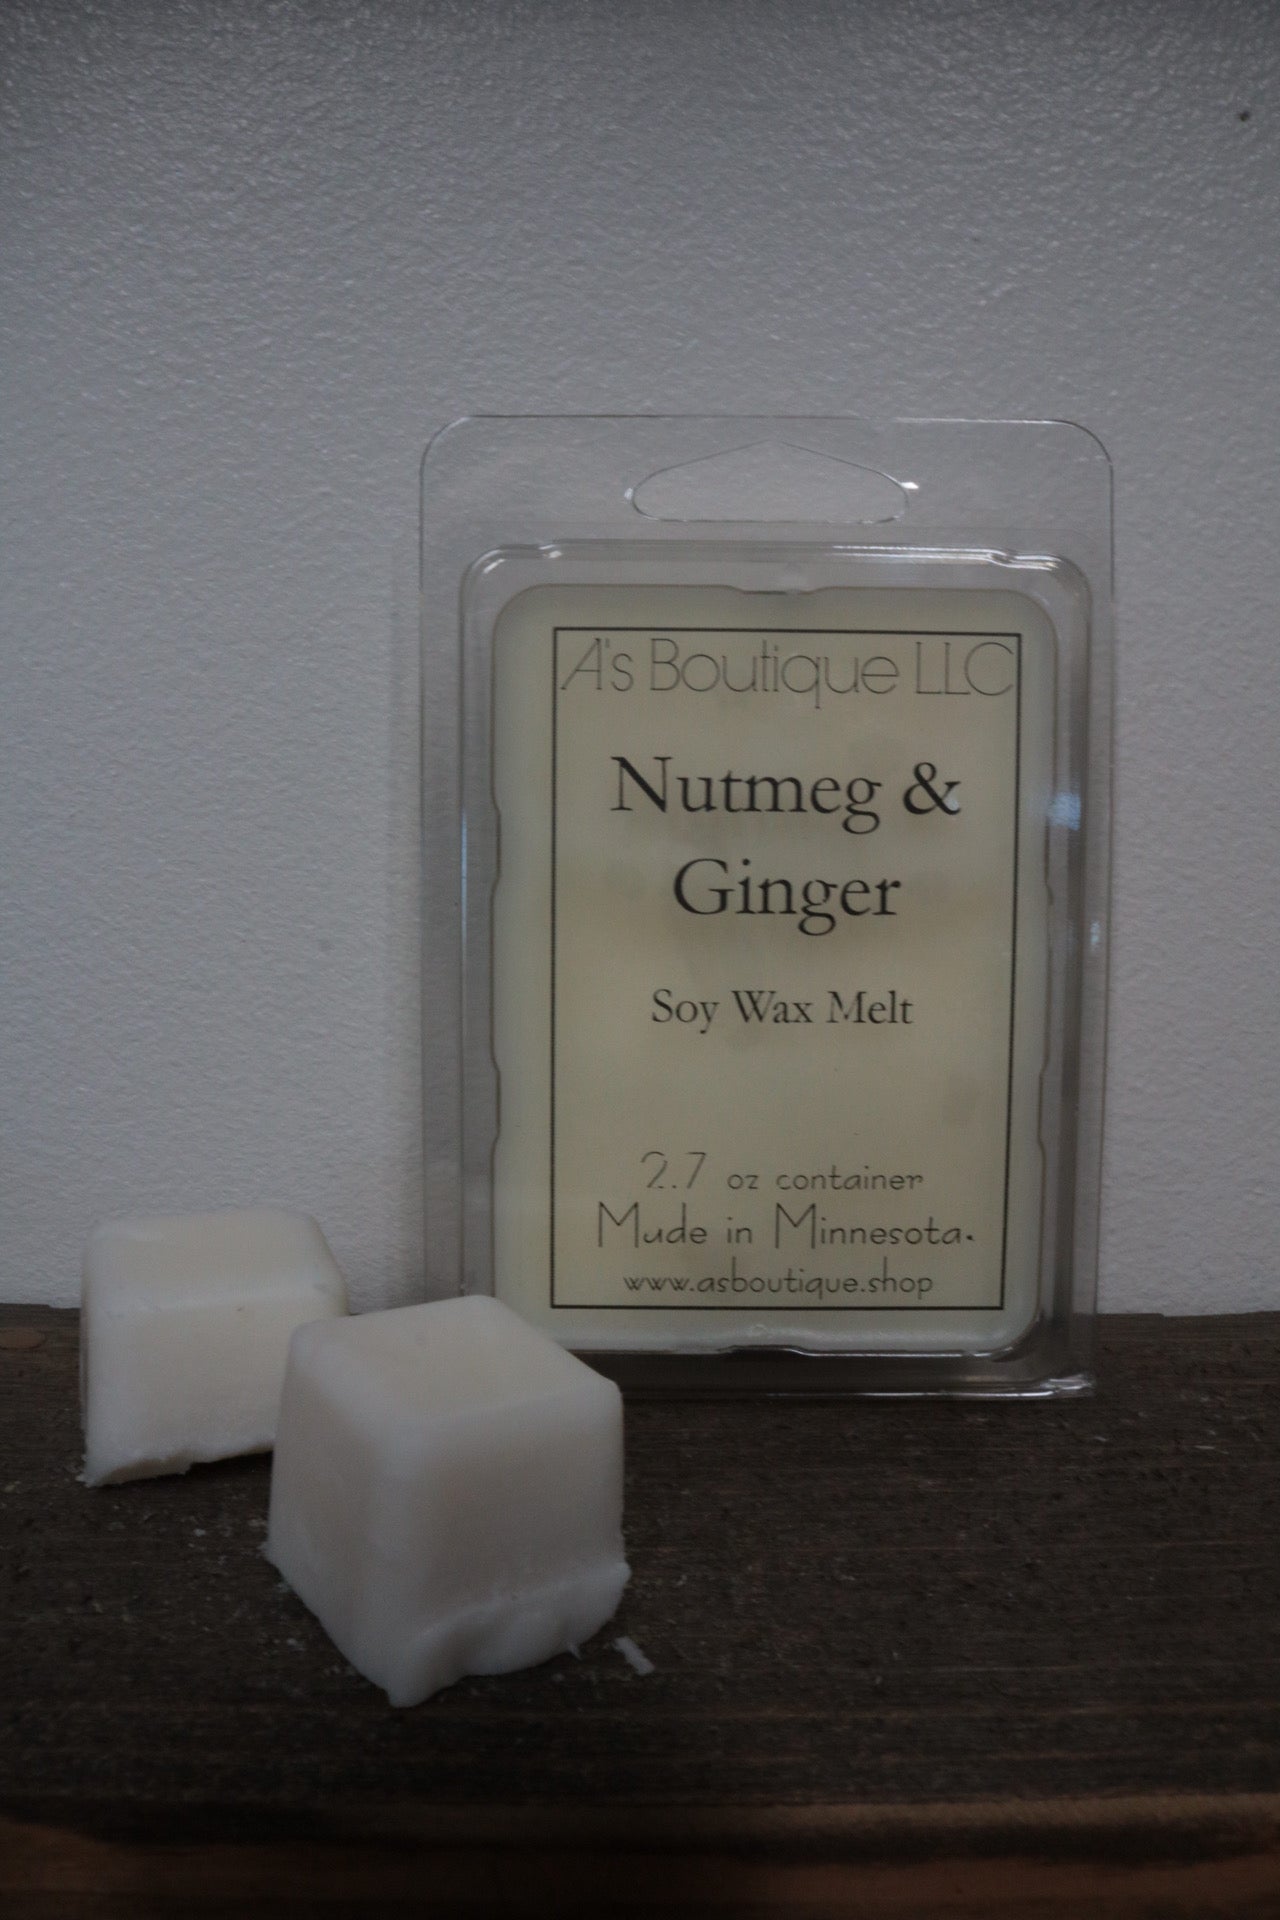 A's Boutique LLC
Nutmeg &
Ginger
Soy Wax Melt
2.7 oz container
Made in Minnesota.
www.asboutique.shop